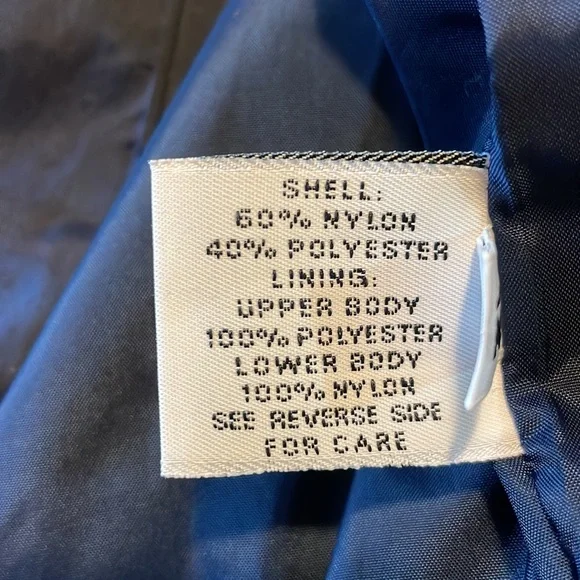 SHELL:
60% NYLON
40% POLYESTER
LINING:
UPPER BODY
100% POLYESTER
LOWER BODY
100% NYLON
SEE REVERSE SIDE
FOR CARE